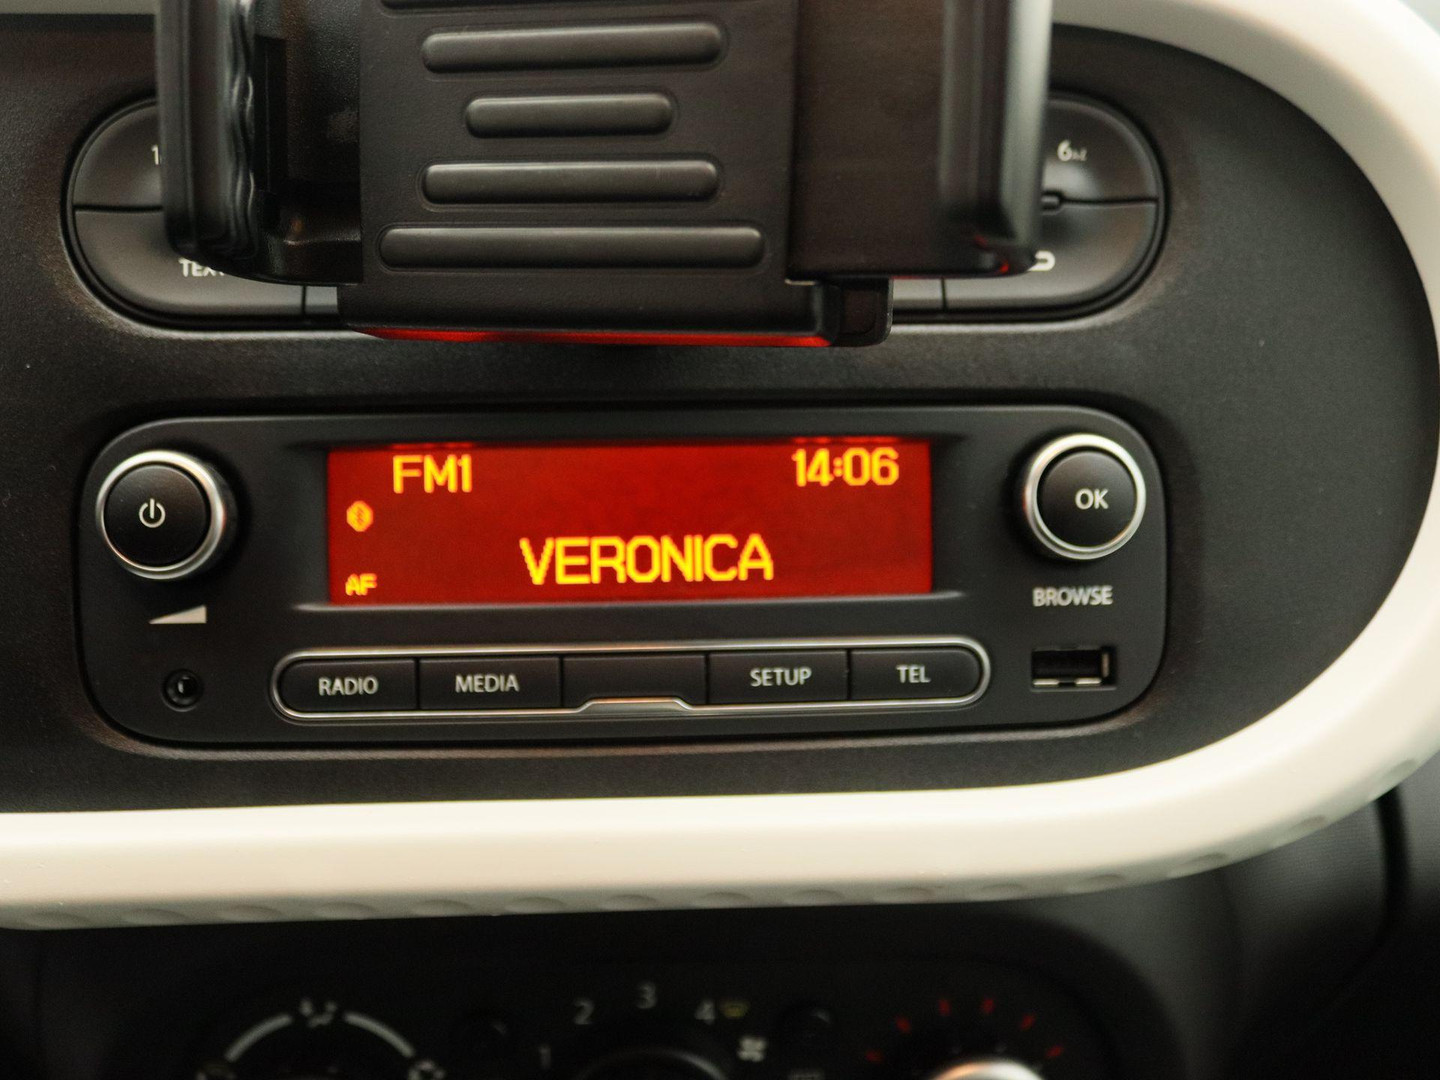 6
FM1 14:06
VERONICA
AF
OK
BROWSE
RADIO MEDIA SETUP TEL
1 2 3 4